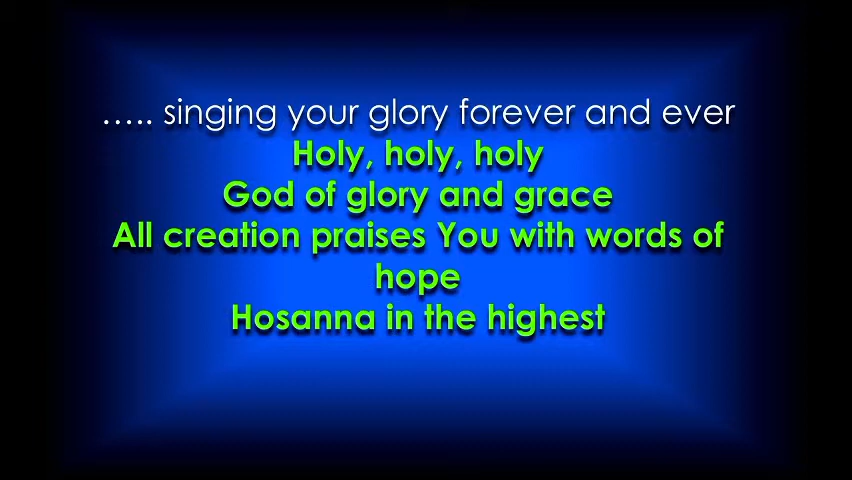 ..... singing your glory forever and ever
Holy, holy, holy
God of glory and grace
All creation praises You with words of
hope
Hosanna in the highest